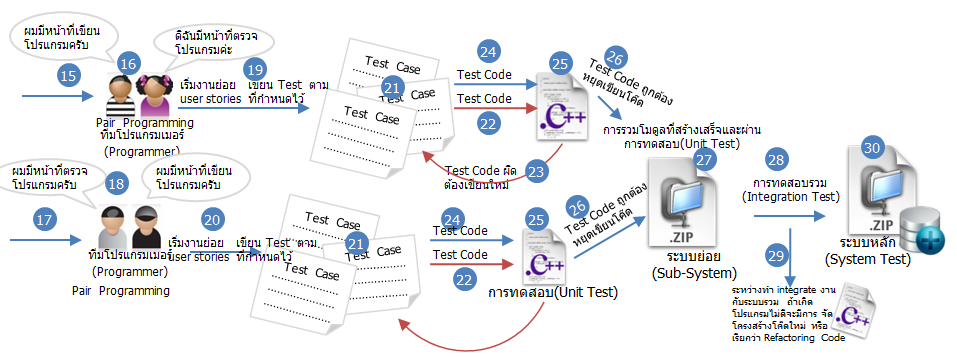 ผมมีหน้าที่เขียน
โปรแกรมครับ
ดิฉันมีหน้าที่ตรวจ
โปรแกรมค่ะ
15
16
19
เริ่มงานย่อย เขียน Test ตาม
user stories ที่กำหนดไว้
Pair Programming
ทีมโปรแกรมเมอร์
(Programmer)
Test Case
Test Case
Test Case
21
24
Test Code
Test Code
22
25
.C++
26
Test Code ถูกต้อง
หยุดเขียนโค๊ด
Test Code ผิด
ต้องเขียนใหม่
23
การรวมโมดูลที่สร้างเสร็จและผ่าน
การทดสอบ(Unit Test)
ผมมีหน้าที่ตรวจ
โปรแกรมครับ
ผมมีหน้าที่เขียน
โปรแกรมครับ
17
18
20
เริ่มงานย่อย เขียน Test ตาม
user stories ที่กำหนดไว้
ทีมโปรแกรมเมอร์
(Programmer)
Pair Programming
Test Case
Test Case
Test Case
21
24
Test Code
Test Code
22
25
.C++
การทดสอบ(Unit Test)
26
Test Code ถูกต้อง
หยุดเขียนโค๊ด
27
.ZIP
ระบบย่อย
(Sub-System)
28
การทดสอบรวม
(Integration Test)
30
.ZIP
ระบบหลัก
(System Test)
29
ระหว่างทำ integrate งาน
กับระบบรวม ถ้าเกิด
โปรแกรมไม่ดีจะมีการ จัด
โครงสร้างโค๊ดใหม่ หรือ
เรียกว่า Refactoring Code
.C++